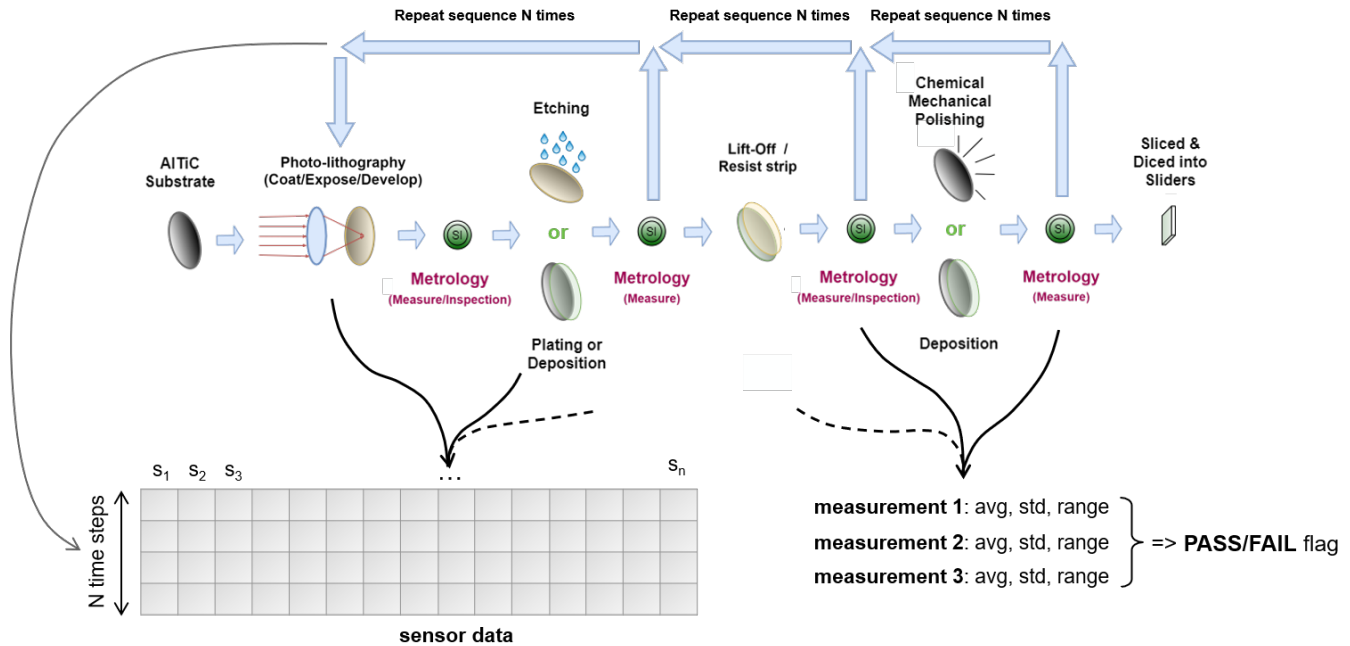 Repeat sequence N times
Repeat sequence N times
Repeat sequence N times
Chemical
Mechanical
Polishing
Etching
Lift-Off /
Resist strip
Sliced &
Diced into
Sliders
AlTiC
Substrate
Photo-lithography
(Coat/Expose/Develop)
SI
or
SI
SI
or
SI
Metrology
(Measure/Inspection)
Metrology
(Measure)
Metrology
(Measure/Inspection)
Metrology
(Measure)
Plating or
Deposition
Deposition
S1 S2 S3 ... Sn
N time steps
sensor data
measurement 1: avg, std, range
measurement 2: avg, std, range
measurement 3: avg, std, range
=> PASS/FAIL flag